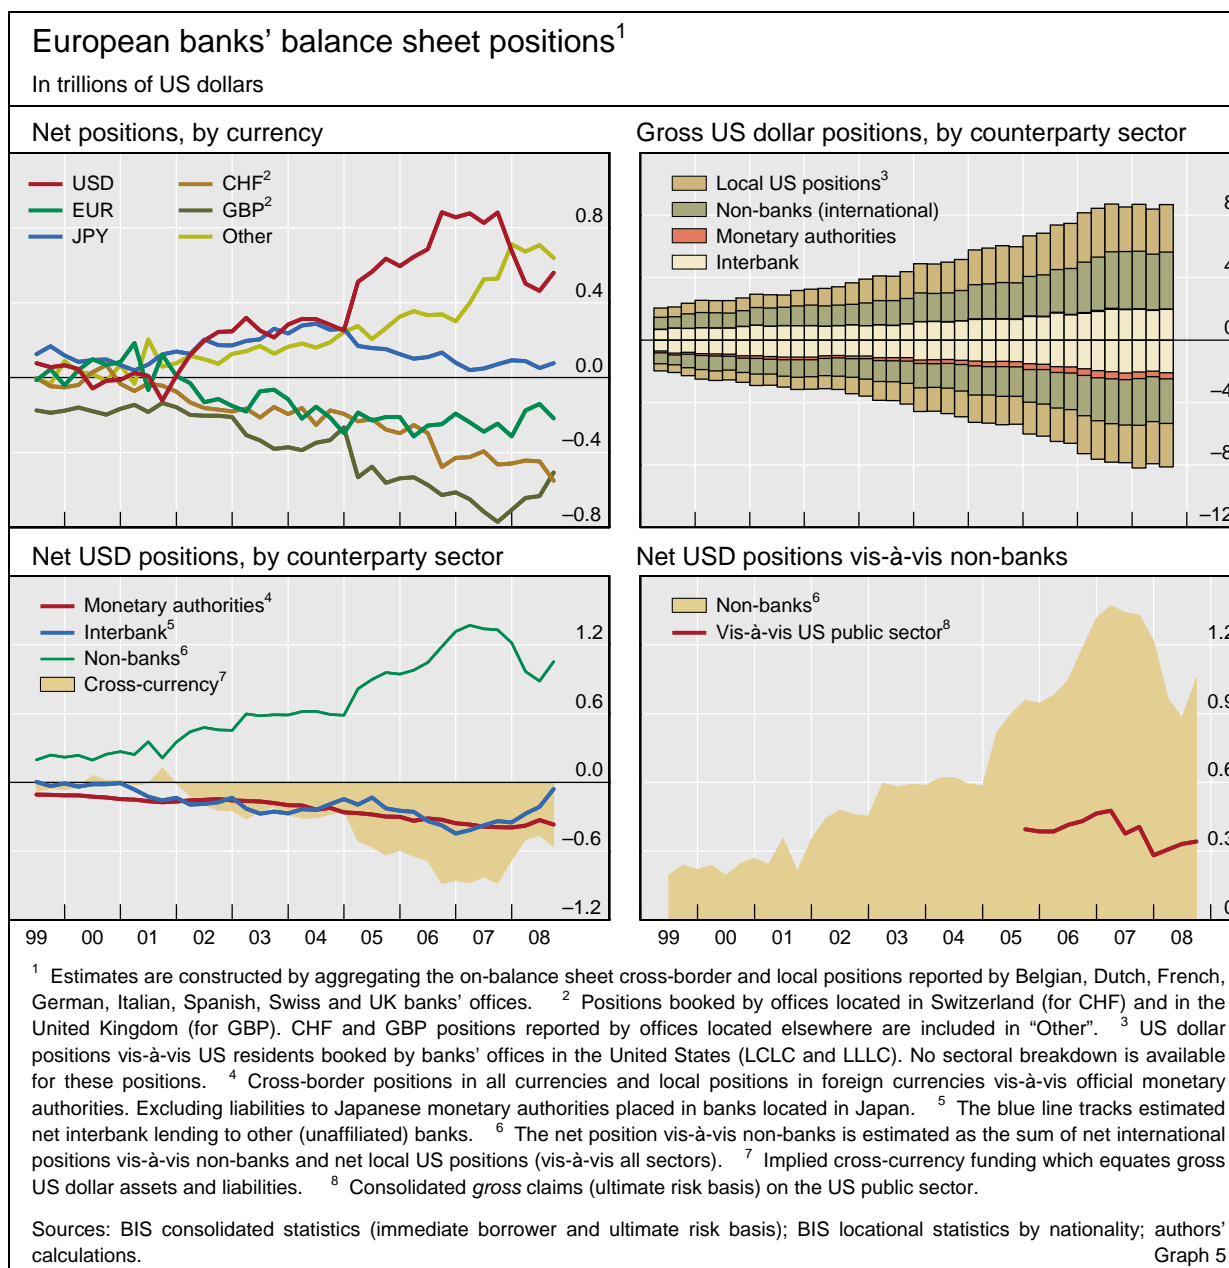 European banks’ balance sheet positions1
In trillions of US dollars
Net positions, by currency
USD
EUR
JPY
CHF2
GBP2
Other
0.8
0.4
0.0
–0.4
–0.8
Gross US dollar positions, by counterparty sector
Local US positions3
Non-banks (international)
Monetary authorities
Interbank
8
4
0
–4
–8
–12
Net USD positions, by counterparty sector
Monetary authorities4
Interbank5
Non-banks6
Cross-currency7
1.2
0.6
0.0
–0.6
–1.2
99 00 01 02 03 04 05 06 07 08
Net USD positions vis-à-vis non-banks
Non-banks6
Vis-à-vis US public sector8
1.2
0.9
0.6
0.3
99 00 01 02 03 04 05 06 07 08
1 Estimates are constructed by aggregating the on-balance sheet cross-border and local positions reported by Belgian, Dutch, French,
German, Italian, Spanish, Swiss and UK banks’ offices. 2 Positions booked by offices located in Switzerland (for CHF) and in the
United Kingdom (for GBP). CHF and GBP positions reported by offices located elsewhere are included in “Other”. 3 US dollar
positions vis-à-vis US residents booked by banks’ offices in the United States (LCLC and LLLC). No sectoral breakdown is available
for these positions. 4 Cross-border positions in all currencies and local positions in foreign currencies vis-à-vis official monetary
authorities. Excluding liabilities to Japanese monetary authorities placed in banks located in Japan. 5 The blue line tracks estimated
net interbank lending to other (unaffiliated) banks. 6 The net position vis-à-vis non-banks is estimated as the sum of net international
positions vis-à-vis non-banks and net local US positions (vis-à-vis all sectors). 7 Implied cross-currency funding which equates gross
US dollar assets and liabilities. 8 Consolidated gross claims (ultimate risk basis) on the US public sector.
Sources: BIS consolidated statistics (immediate borrower and ultimate risk basis); BIS locational statistics by nationality; authors’
calculations.
Graph 5